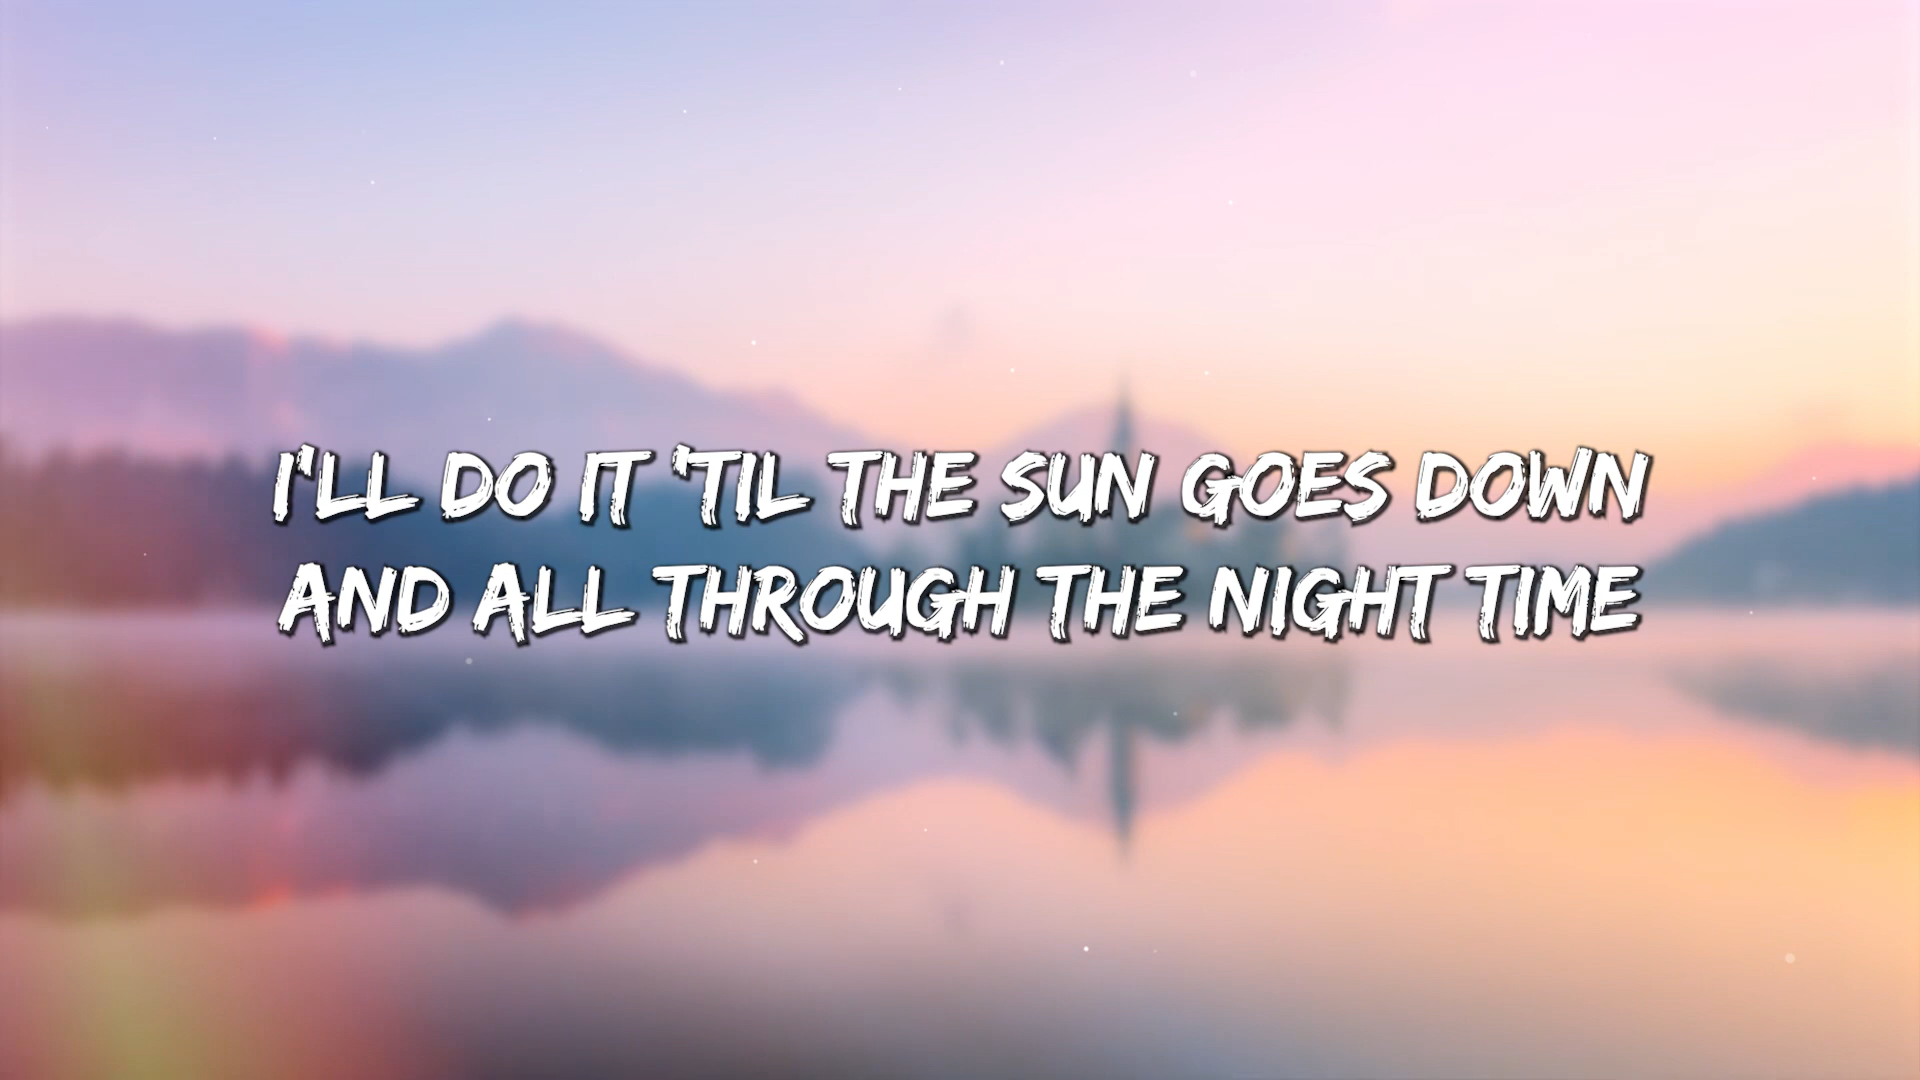 I'LL DO IT 'TIL THE SUN GOES DOWN
AND ALL THROUGH THE NIGHT TIME